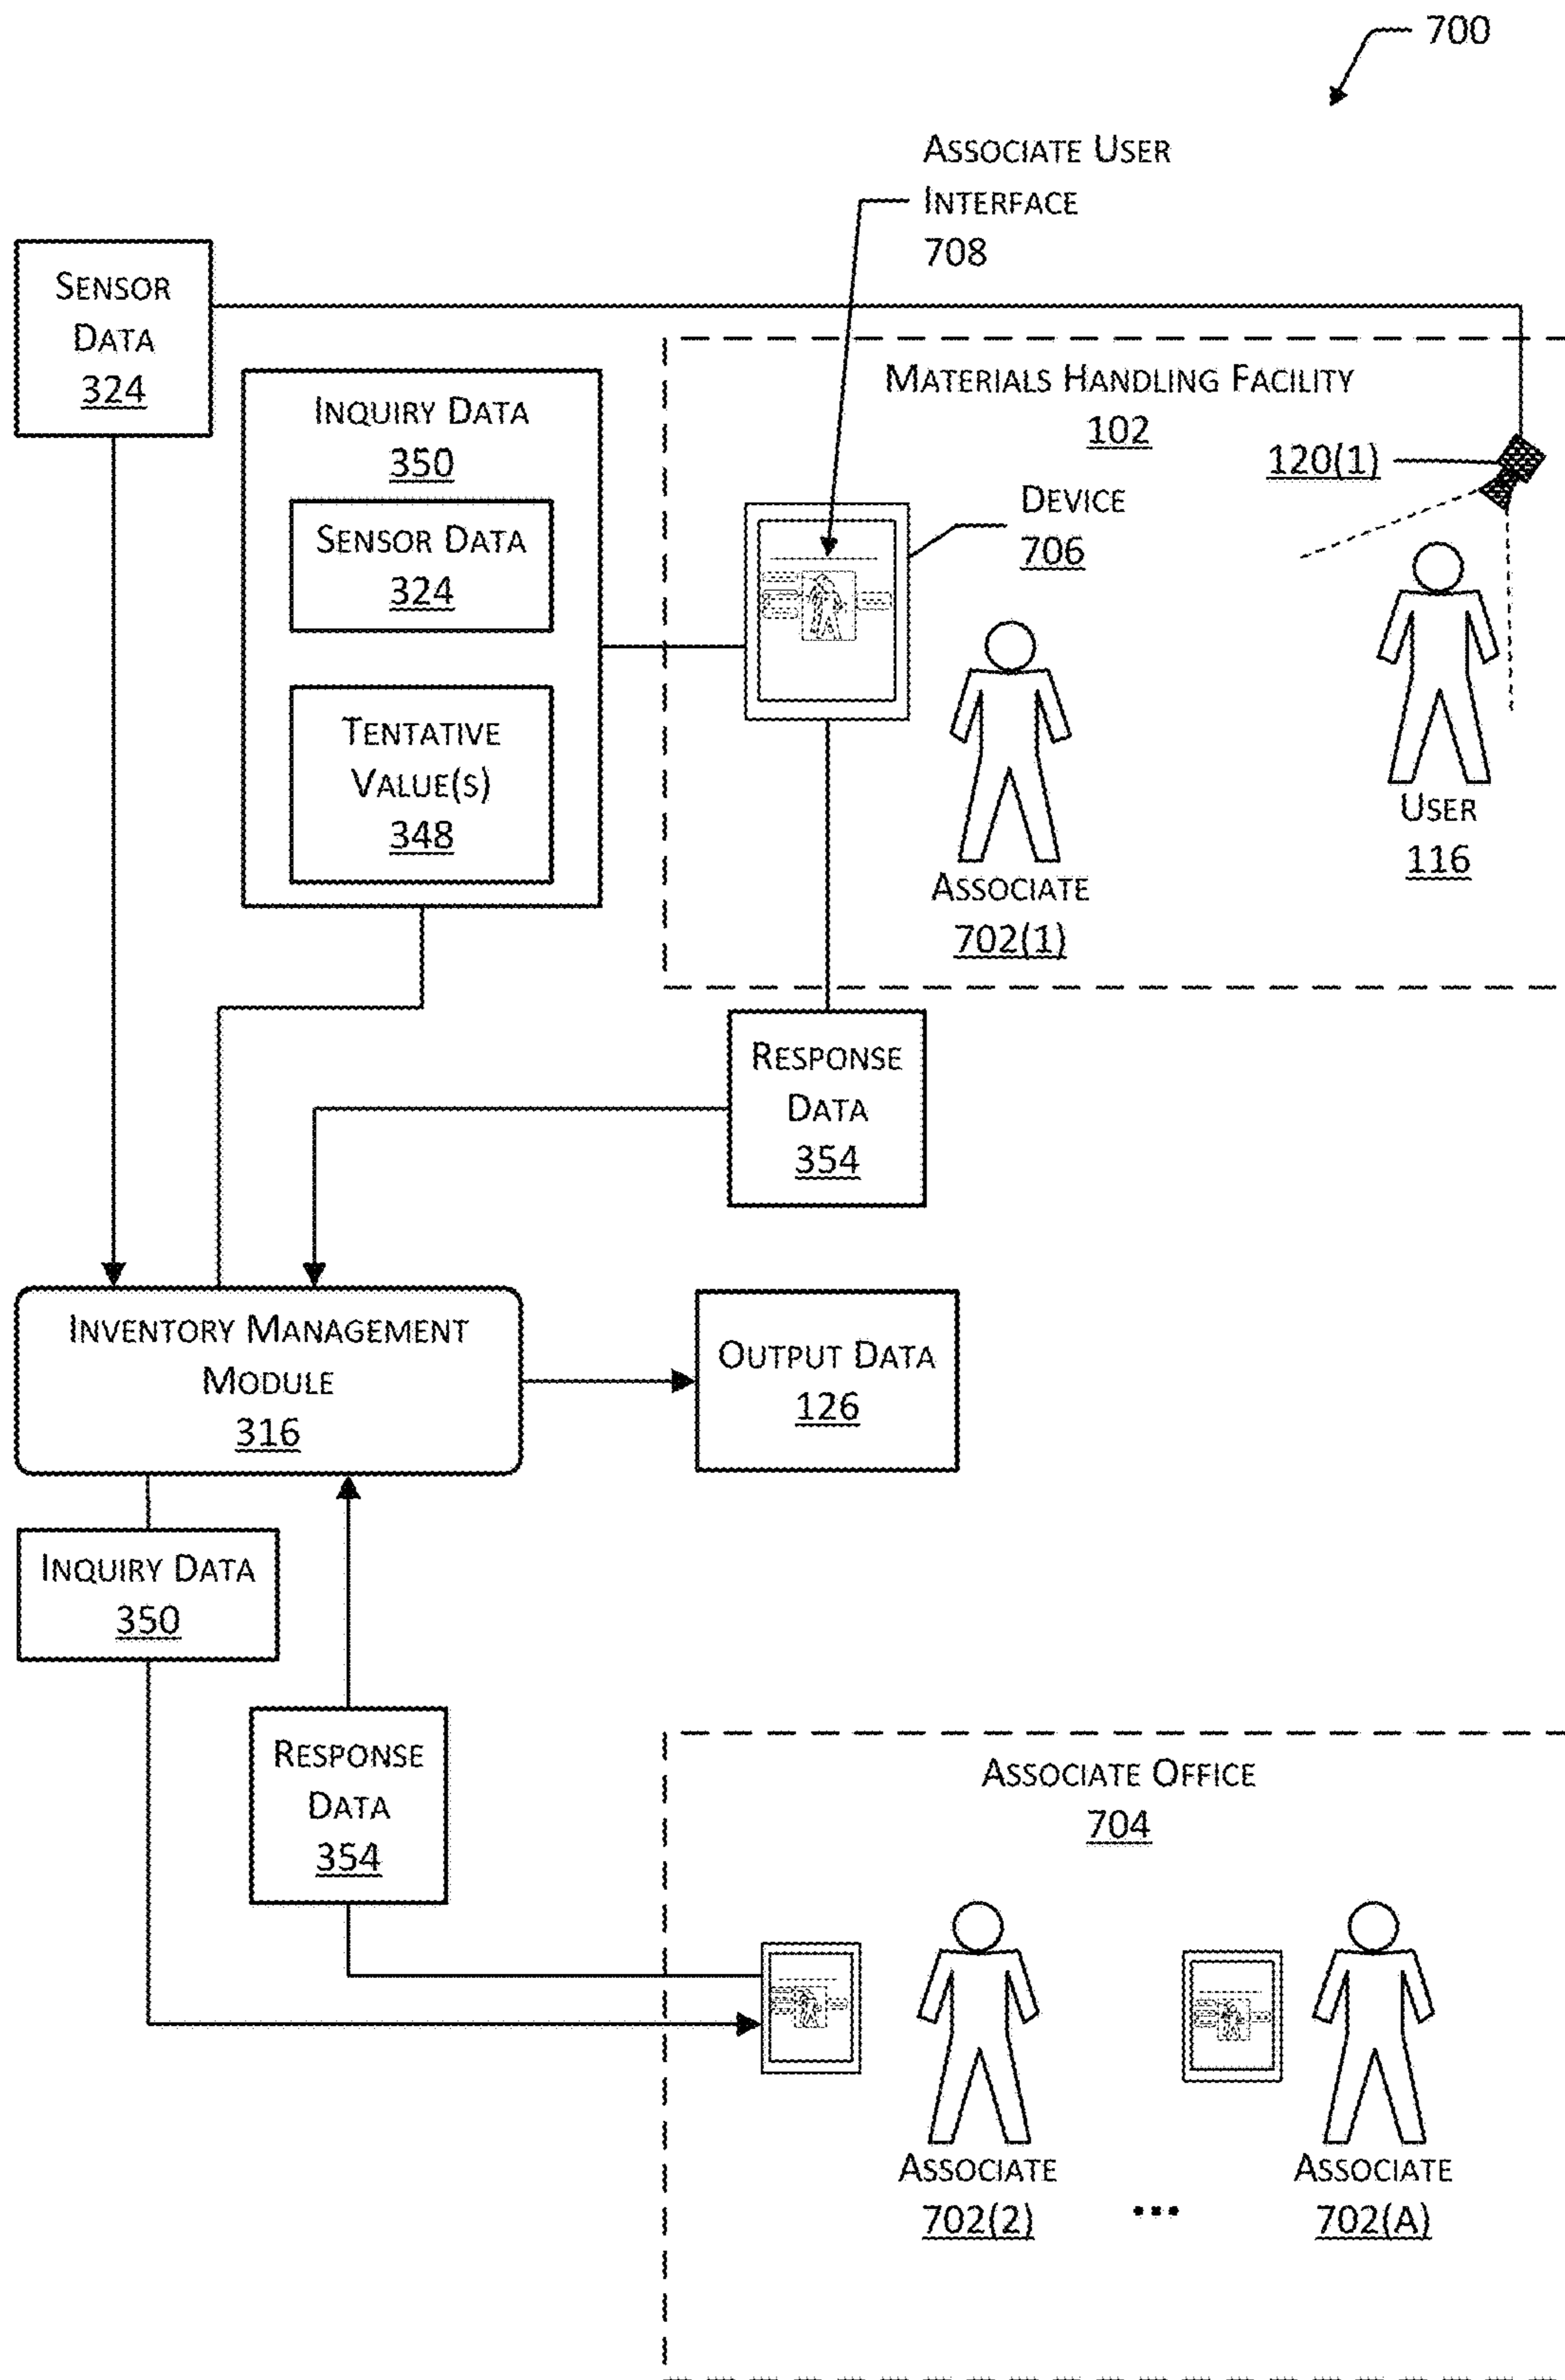 700
ASSOCIATE USER
INTERFACE
708
SENSOR
DATA
324
INQUIRY DATA
350
SENSOR DATA
324
TENTATIVE
VALUE(S)
348
MATERIALS HANDLING FACILITY
102
120(1)
DEVICE
706
USER
116
ASSOCIATE
702(1)
RESPONSE
DATA
354
INVENTORY MANAGEMENT
MODULE
316
OUTPUT DATA
126
INQUIRY DATA
350
RESPONSE
DATA
354
ASSOCIATE OFFICE
704
ASSOCIATE
702(2)
...
ASSOCIATE
702(A)